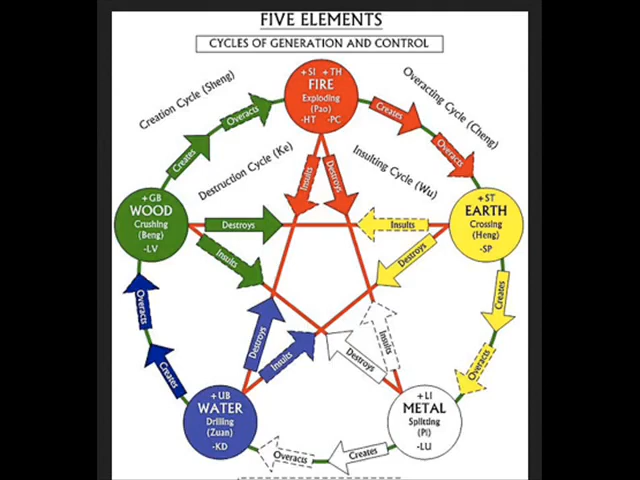 FIVE ELEMENTS
CYCLES OF GENERATION AND CONTROL
Creation Cycle (Sheng)
Overacting Cycle (Cheng)
Destruction Cycle (Ke)
Insulting Cycle (Wu)
+SI +TH
FIRE
Exploding
(Pao)
-HT -PC
Creates
Overacts
Insults
Destroys
+GB
WOOD
Crushing
(Beng)
-LV
Creates
Overacts
Destroys
Insults
+ST
EARTH
Crossing
(Heng)
-SP
Insults
Destroys
Creates
Overacts
+UB
WATER
Drilling
(Zuan)
-KD
Overacts
Creates
Destroys
Insults
+LI
METAL
Splitting
(Pi)
-LU
Destroys
Insults
Creates
Overacts